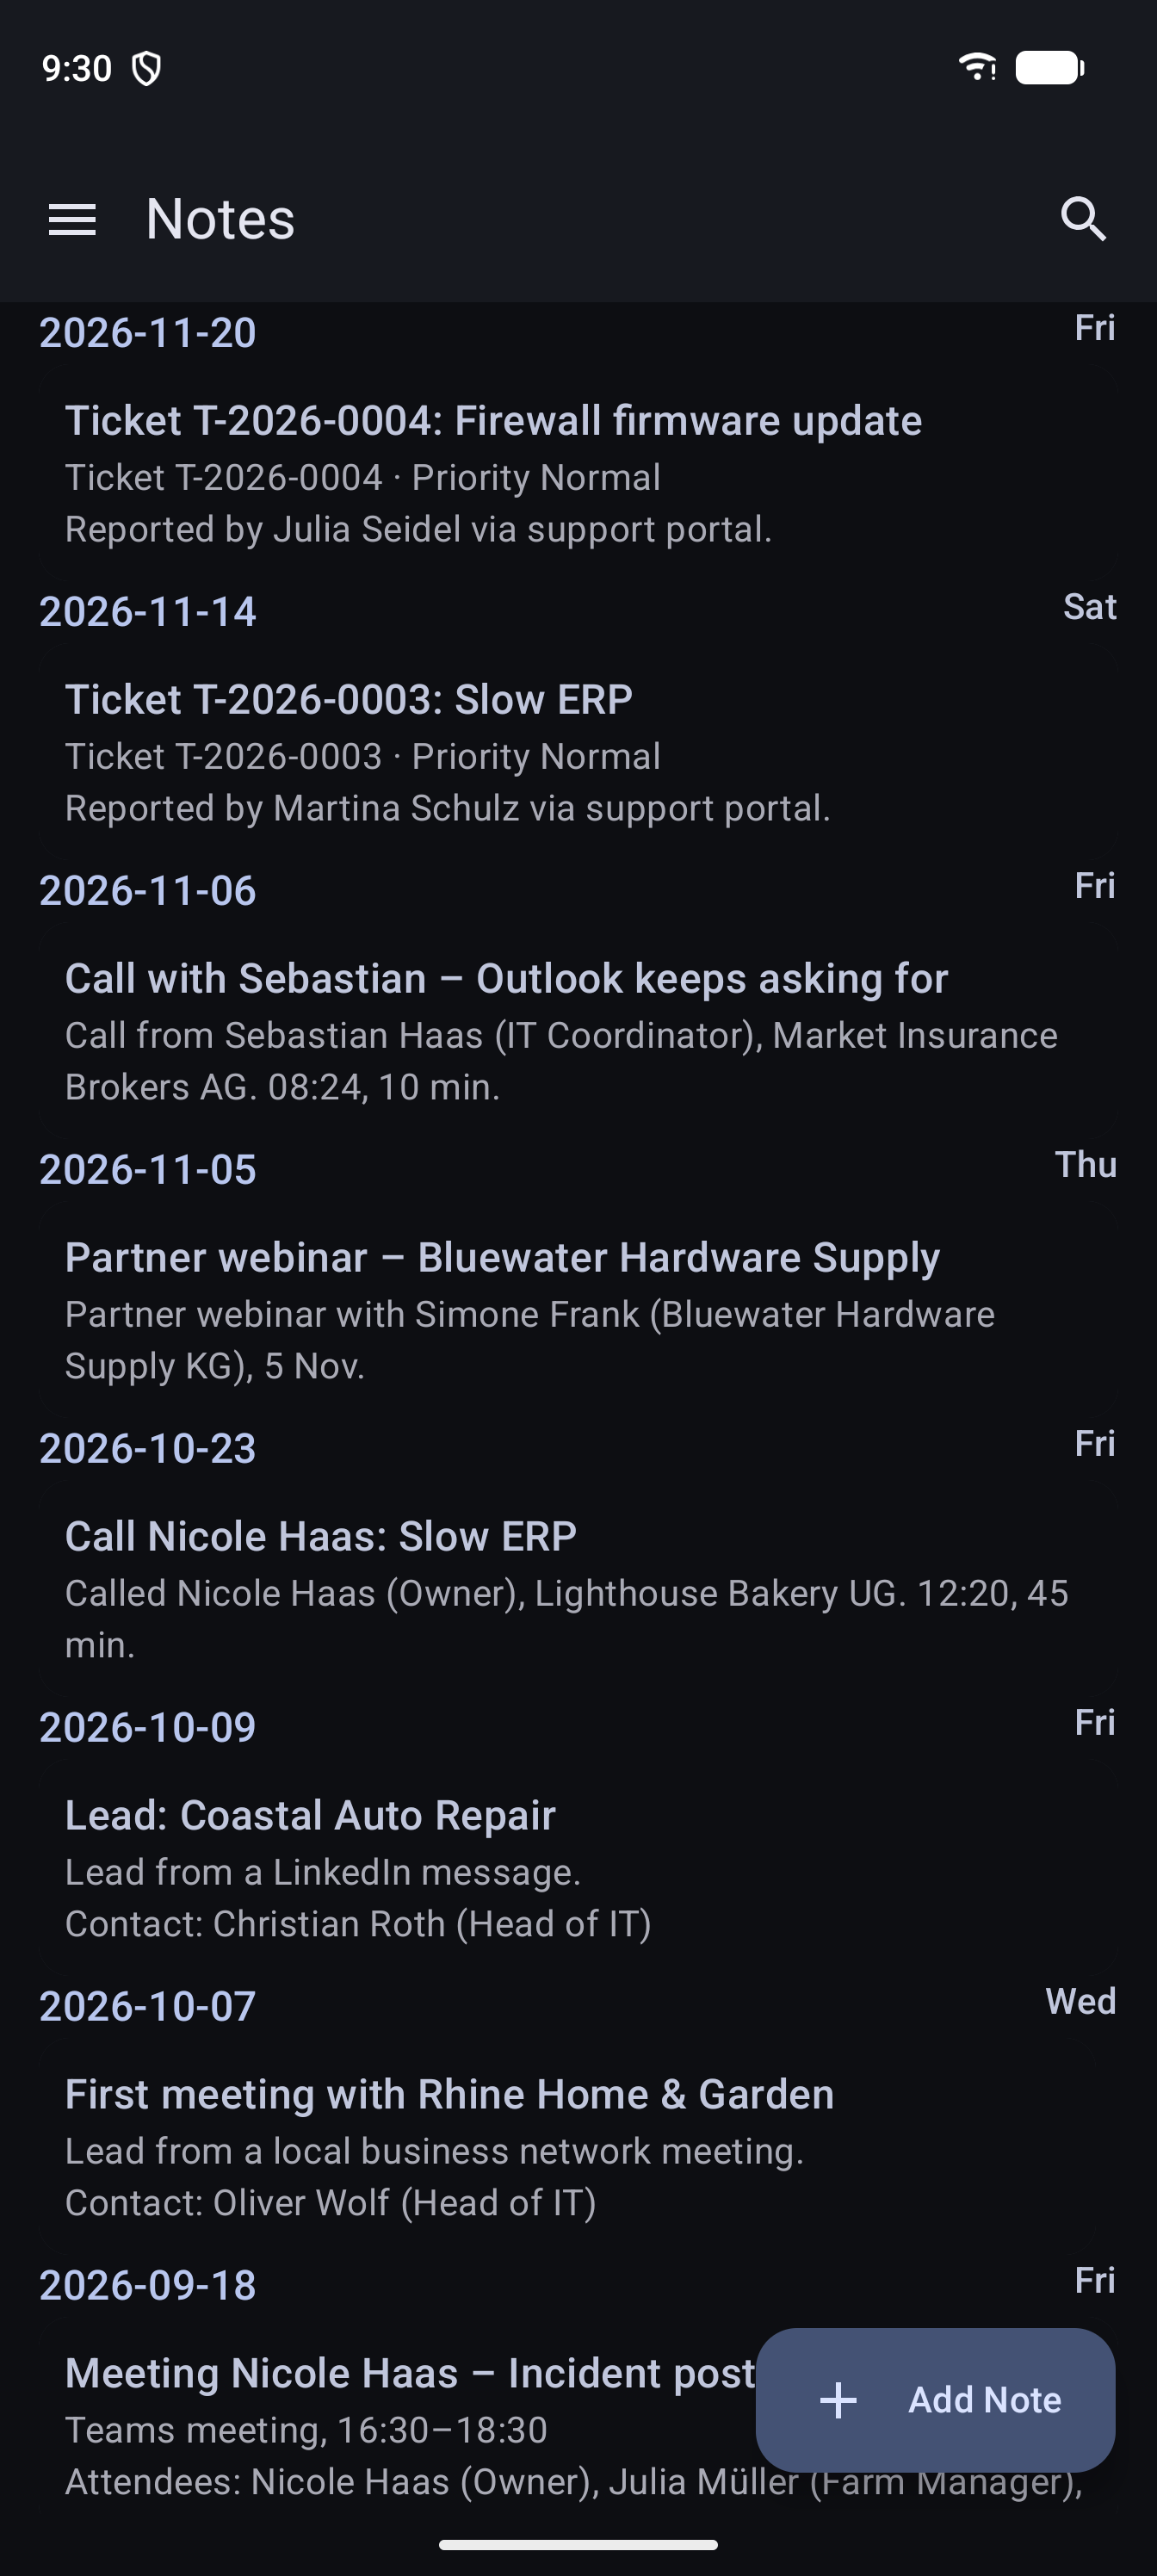 9:30
Notes
2026-11-20 Fri
Ticket T-2026-0004: Firewall firmware update
Ticket T-2026-0004 · Priority Normal
Reported by Julia Seidel via support portal.
2026-11-14 Sat
Ticket T-2026-0003: Slow ERP
Ticket T-2026-0003 · Priority Normal
Reported by Martina Schulz via support portal.
2026-11-06 Fri
Call with Sebastian – Outlook keeps asking for
Call from Sebastian Haas (IT Coordinator), Market Insurance
Brokers AG. 08:24, 10 min.
2026-11-05 Thu
Partner webinar – Bluewater Hardware Supply
Partner webinar with Simone Frank (Bluewater Hardware
Supply KG), 5 Nov.
2026-10-23 Fri
Call Nicole Haas: Slow ERP
Called Nicole Haas (Owner), Lighthouse Bakery UG. 12:20, 45
min.
2026-10-09 Fri
Lead: Coastal Auto Repair
Lead from a LinkedIn message.
Contact: Christian Roth (Head of IT)
2026-10-07 Wed
First meeting with Rhine Home & Garden
Lead from a local business network meeting.
Contact: Oliver Wolf (Head of IT)
2026-09-18 Fri
Meeting Nicole Haas – Incident post
Add Note
Teams meeting, 16:30–18:30
Attendees: Nicole Haas (Owner), Julia Müller (Farm Manager),